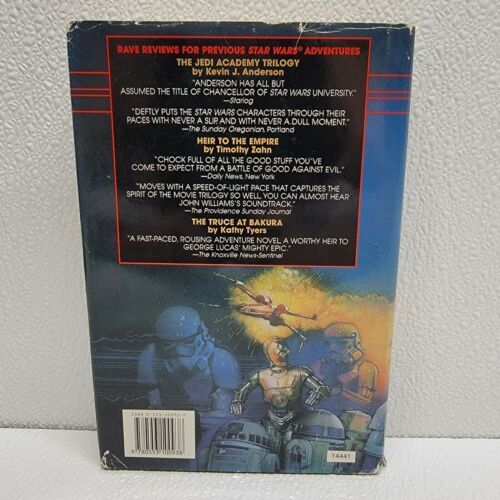 RAVE REVIEWS FOR PREVIOUS STAR WARS® ADVENTURES
THE JEDI ACADEMY TRILOGY
by Kevin J. Anderson
"ANDERSON HAS ALL BUT
ASSUMED THE TITLE OF CHANCELLOR OF STAR WARS UNIVERSITY."
—Starlog
"DEFTLY PUTS THE STAR WARS CHARACTERS THROUGH THEIR
PACES WITH NEVER A SLIP, AND WITH NEVER A DULL MOMENT."
—The Sunday Oregonian, Portland
HEIR TO THE EMPIRE
by Timothy Zahn
"CHOCK FULL OF ALL THE GOOD STUFF YOU'VE
COME TO EXPECT FROM A BATTLE OF GOOD AGAINST EVIL."
—Daily News, New York
"MOVES WITH A SPEED-OF-LIGHT PACE THAT CAPTURES THE
SPIRIT OF THE MOVIE TRILOGY SO WELL, YOU CAN ALMOST HEAR
JOHN WILLIAMS'S SOUNDTRACK."
—The Providence Sunday Journal
THE TRUCE AT BAKURA
by Kathy Tyers
"A FAST-PACED, ROUSING ADVENTURE NOVEL, A WORTHY HEIR TO
GEORGE LUCAS' MIGHTY EPIC."
—The Knoxville News-Sentinel
9 780553 100938
14441